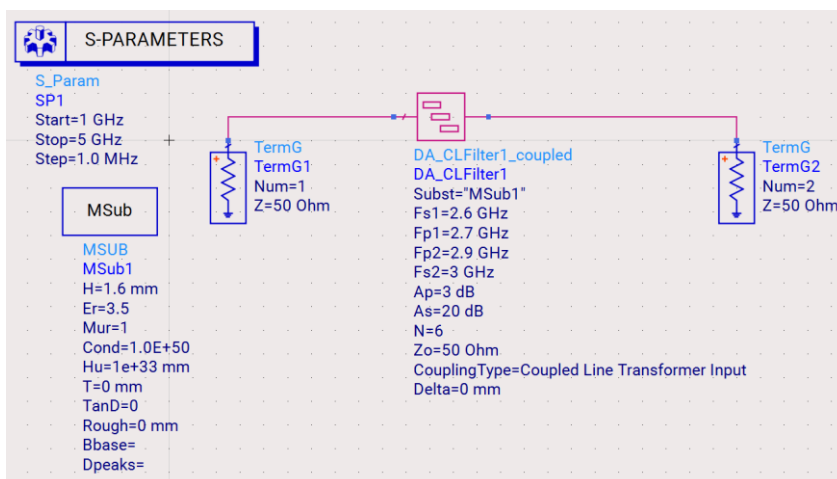 S-PARAMETERS
S_Param
SP1
Start=1 GHz
Stop=5 GHz
Step=1.0 MHz
MSub
MSUB
MSub1
H=1.6 mm
Er=3.5
Mur=1
Cond=1.0E+50
Hu=1e+33 mm
T=0 mm
TanD=0
Rough=0 mm
Bbase=
Dpeaks=
TermG
TermG1
Num=1
Z=50 Ohm
DA_CLFilter1_coupled
DA_CLFilter1
Subst="MSub1"
Fs1=2.6 GHz
Fp1=2.7 GHz
Fp2=2.9 GHz
Fs2=3 GHz
Ap=3 dB
As=20 dB
N=6
Zo=50 Ohm
CouplingType=Coupled Line Transformer Input
Delta=0 mm
TermG
TermG2
Num=2
Z=50 Ohm